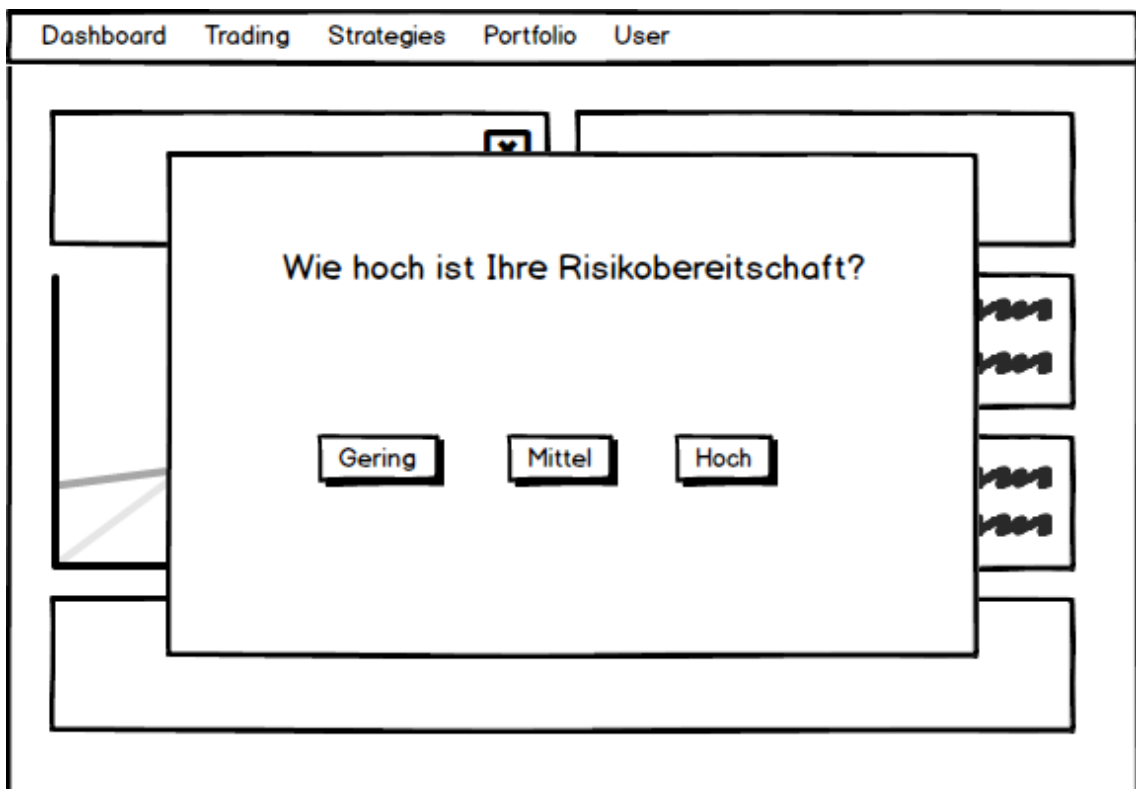 Dashboard Trading Strategies Portfolio User
Wie hoch ist Ihre Risikobereitschaft?
Gering Mittel Hoch